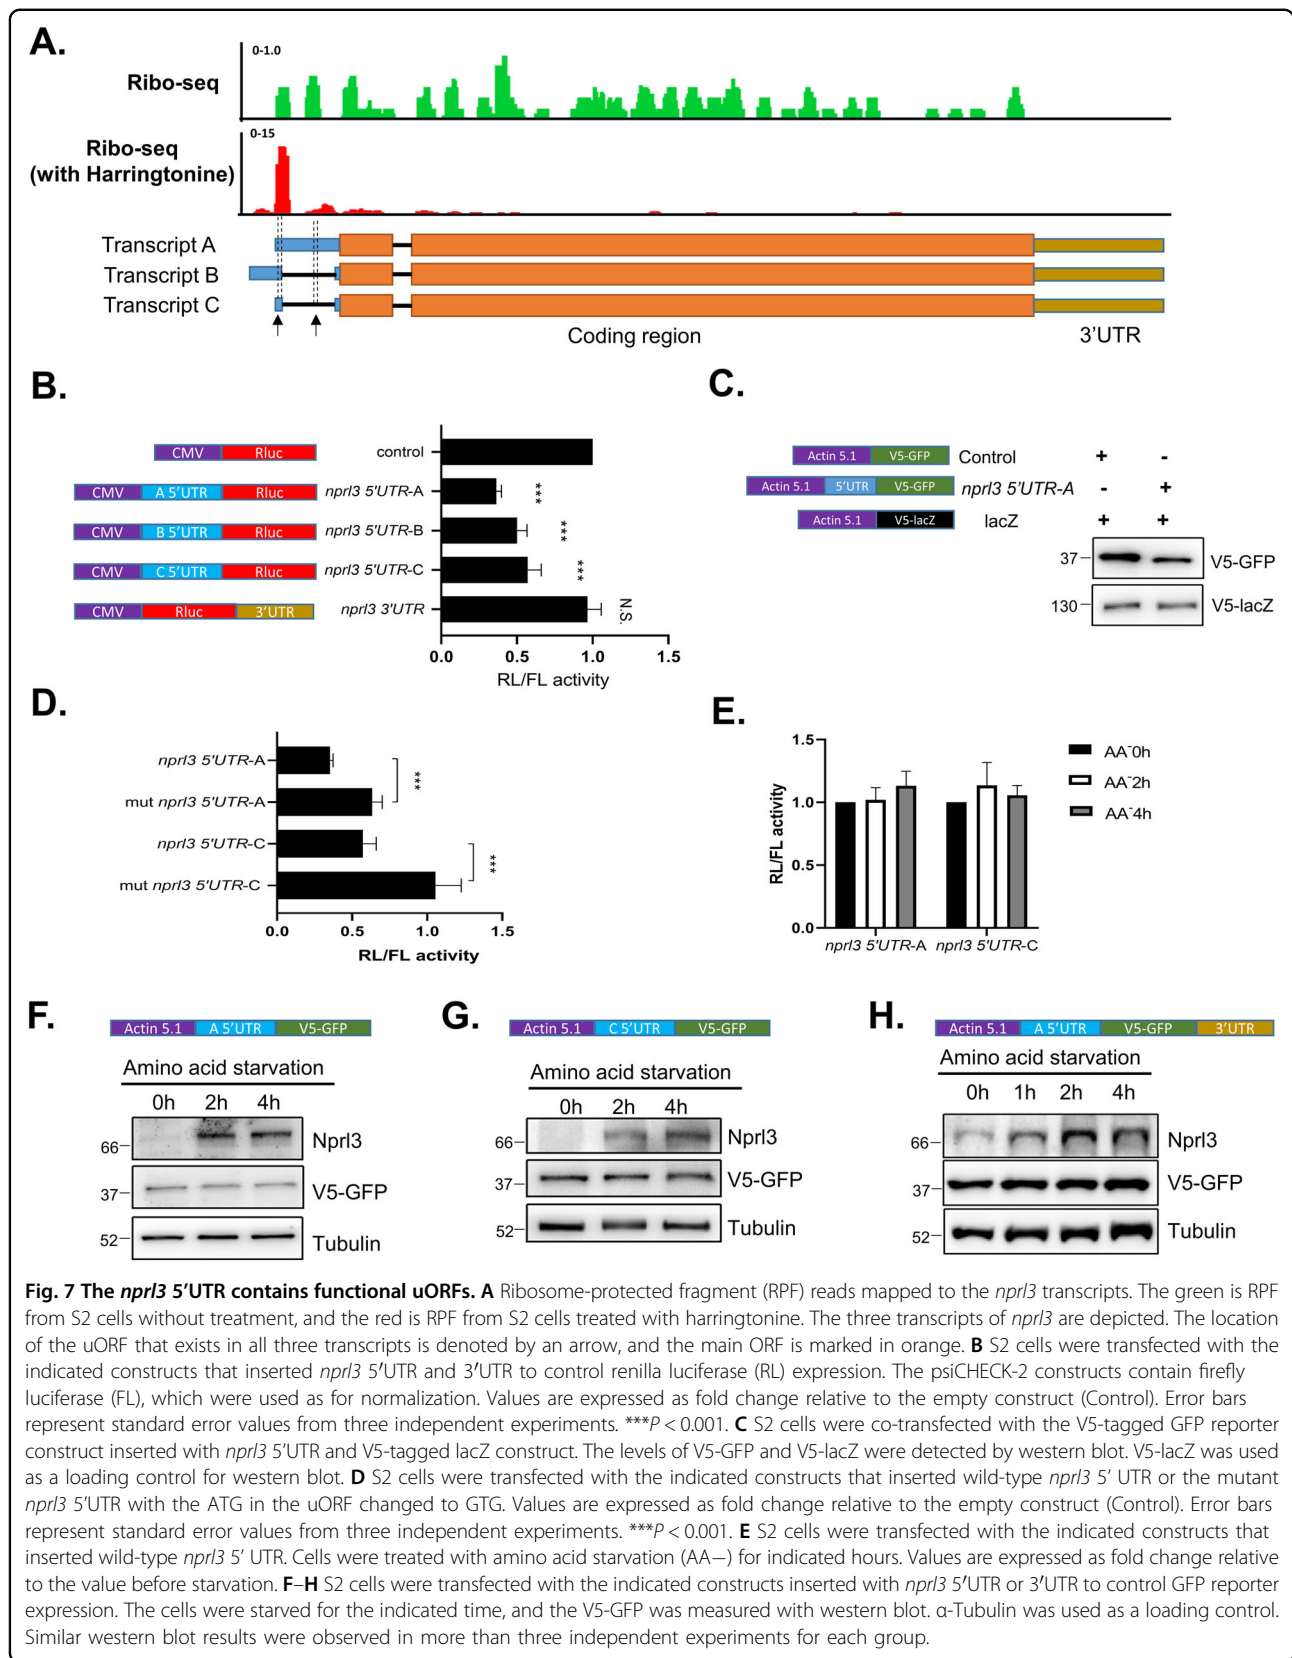 A.
0-1.0
Ribo-seq
0-15
Ribo-seq
(with Harringtonine)
Transcript A
Transcript B
Transcript C
Coding region
3'UTR
B.
CMV Rluc
control
CMV A 5'UTR Rluc
nprl3 5'UTR-A
***
CMV B 5'UTR Rluc
nprl3 5'UTR-B
***
CMV C 5'UTR Rluc
nprl3 5'UTR-C
***
CMV Rluc 3'UTR
nprl3 3'UTR
N.S.
0.0 0.5 1.0 1.5
RL/FL activity
C.
Actin 5.1 V5-GFP Control + -
Actin 5.1 5'UTR V5-GFP nprl3 5'UTR-A - +
Actin 5.1 V5-lacZ lacZ + +
37 V5-GFP
130 V5-lacZ
D.
nprl3 5'UTR-A
***
mut nprl3 5'UTR-A
nprl3 5'UTR-C
***
mut nprl3 5'UTR-C
0.0 0.5 1.0 1.5
RL/FL activity
E.
1.5
1.0
0.5
0.0
RL/FL activity
nprl3 5'UTR-A nprl3 5'UTR-C
AA⁻0h
AA⁻2h
AA⁻4h
F.
Actin 5.1 A 5'UTR V5-GFP
Amino acid starvation
0h 2h 4h
66 Nprl3
37 V5-GFP
52 Tubulin
G.
Actin 5.1 C 5'UTR V5-GFP
Amino acid starvation
0h 2h 4h
66 Nprl3
37 V5-GFP
52 Tubulin
H.
Actin 5.1 A 5'UTR V5-GFP 3'UTR
Amino acid starvation
0h 1h 2h 4h
66 Nprl3
37 V5-GFP
52 Tubulin
Fig. 7 The nprl3 5'UTR contains functional uORFs. A Ribosome-protected fragment (RPF) reads mapped to the nprl3 transcripts. The green is RPF
from S2 cells without treatment, and the red is RPF from S2 cells treated with harringtonine. The three transcripts of nprl3 are depicted. The location
of the uORF that exists in all three transcripts is denoted by an arrow, and the main ORF is marked in orange. B S2 cells were transfected with the
indicated constructs that inserted nprl3 5'UTR and 3'UTR to control renilla luciferase (RL) expression. The psiCHECK-2 constructs contain firefly
luciferase (FL), which were used as for normalization. Values are expressed as fold change relative to the empty construct (Control). Error bars
represent standard error values from three independent experiments. ***P < 0.001. C S2 cells were co-transfected with the V5-tagged GFP reporter
construct inserted with nprl3 5'UTR and V5-tagged lacZ construct. The levels of V5-GFP and V5-lacZ were detected by western blot. V5-lacZ was used
as a loading control for western blot. D S2 cells were transfected with the indicated constructs that inserted wild-type nprl3 5' UTR or the mutant
nprl3 5'UTR with the ATG in the uORF changed to GTG. Values are expressed as fold change relative to the empty construct (Control). Error bars
represent standard error values from three independent experiments. ***P < 0.001. E S2 cells were transfected with the indicated constructs that
inserted wild-type nprl3 5' UTR. Cells were treated with amino acid starvation (AA−) for indicated hours. Values are expressed as fold change relative
to the value before starvation. F–H S2 cells were transfected with the indicated constructs inserted with nprl3 5'UTR or 3'UTR to control GFP reporter
expression. The cells were starved for the indicated time, and the V5-GFP was measured with western blot. α-Tubulin was used as a loading control.
Similar western blot results were observed in more than three independent experiments for each group.